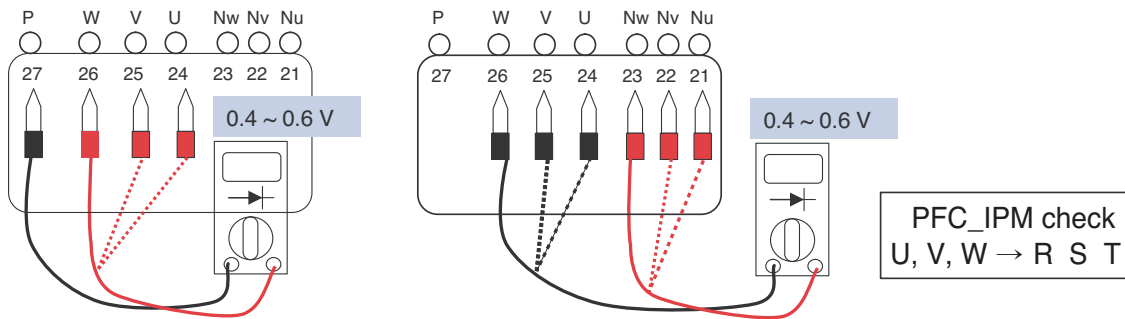 P W V U Nw Nv Nu
27 26 25 24 23 22 21
0.4 ~ 0.6 V
P W V U Nw Nv Nu
27 26 25 24 23 22 21
0.4 ~ 0.6 V
PFC_IPM check
U, V, W → R S T